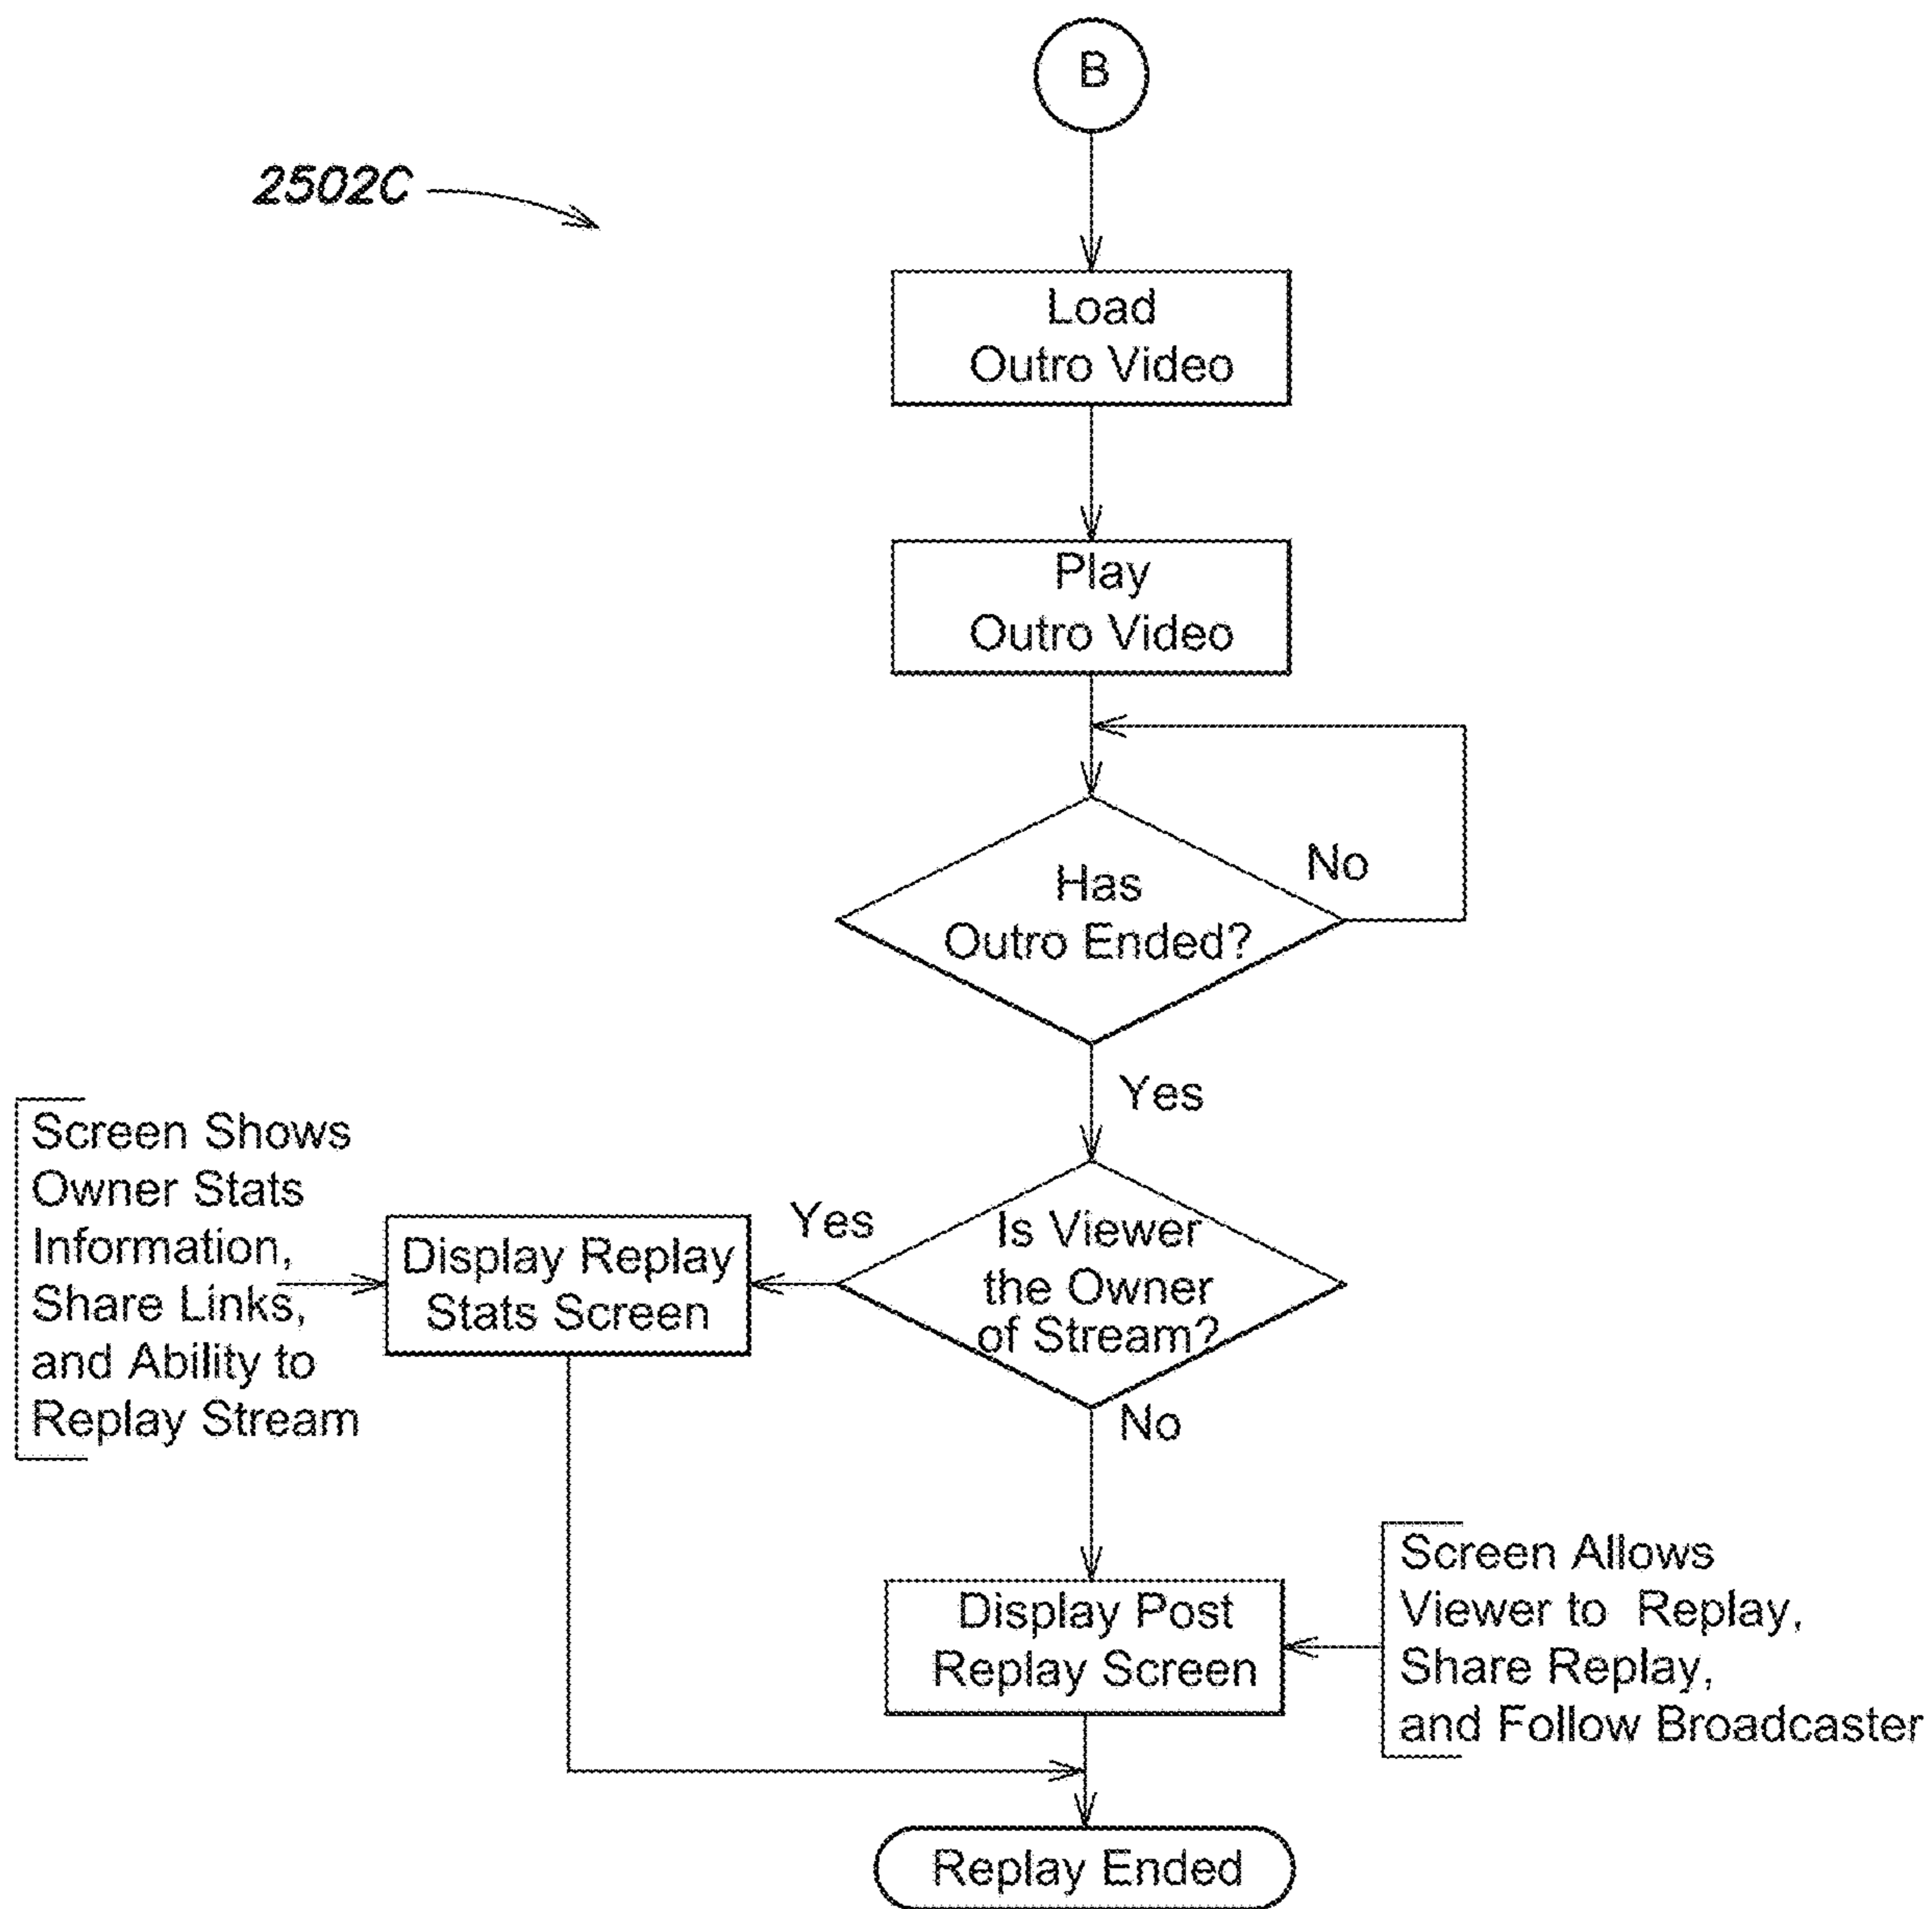 B
2502C
Load
Outro Video
Play
Outro Video
Has
Outro Ended?
No
Yes
Is Viewer
the Owner
of Stream?
Yes
No
Display Replay
Stats Screen
Screen Shows
Owner Stats
Information,
Share Links,
and Ability to
Replay Stream
Display Post
Replay Screen
Screen Allows
Viewer to Replay,
Share Replay,
and Follow Broadcaster
Replay Ended